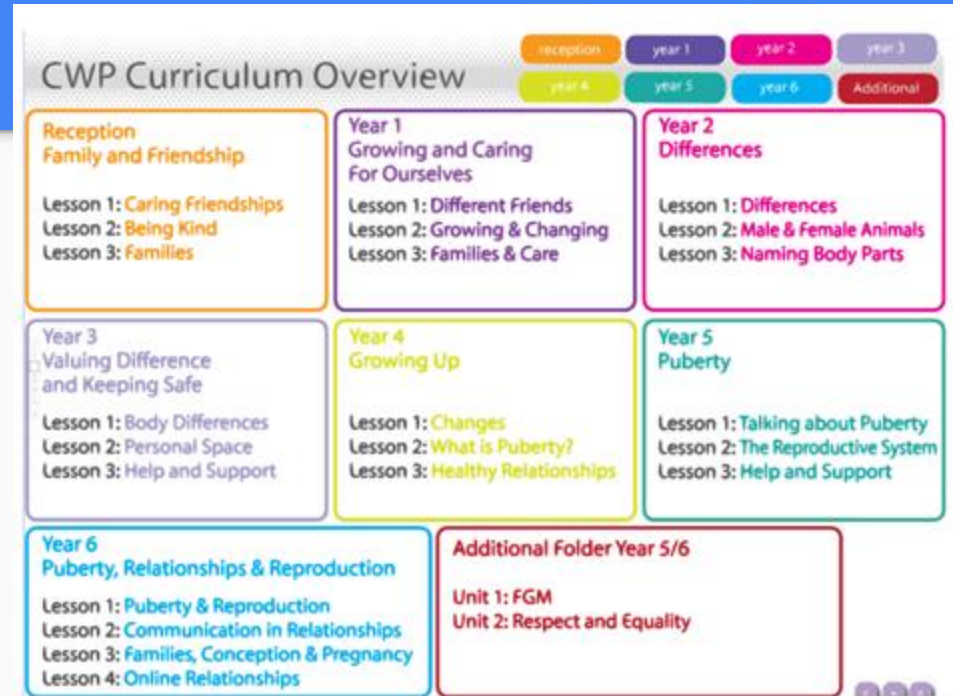 CWP Curriculum Overview
reception
year 1
year 2
year 3
year 4
year 5
year 6
Additional
Reception
Family and Friendship
Lesson 1: Caring Friendships
Lesson 2: Being Kind
Lesson 3: Families
Year 1
Growing and Caring
For Ourselves
Lesson 1: Different Friends
Lesson 2: Growing & Changing
Lesson 3: Families & Care
Year 2
Differences
Lesson 1: Differences
Lesson 2: Male & Female Animals
Lesson 3: Naming Body Parts
Year 3
Valuing Difference
and Keeping Safe
Lesson 1: Body Differences
Lesson 2: Personal Space
Lesson 3: Help and Support
Year 4
Growing Up
Lesson 1: Changes
Lesson 2: What is Puberty?
Lesson 3: Healthy Relationships
Year 5
Puberty
Lesson 1: Talking about Puberty
Lesson 2: The Reproductive System
Lesson 3: Help and Support
Year 6
Puberty, Relationships & Reproduction
Lesson 1: Puberty & Reproduction
Lesson 2: Communication in Relationships
Lesson 3: Families, Conception & Pregnancy
Lesson 4: Online Relationships
Additional Folder Year 5/6
Unit 1: FGM
Unit 2: Respect and Equality